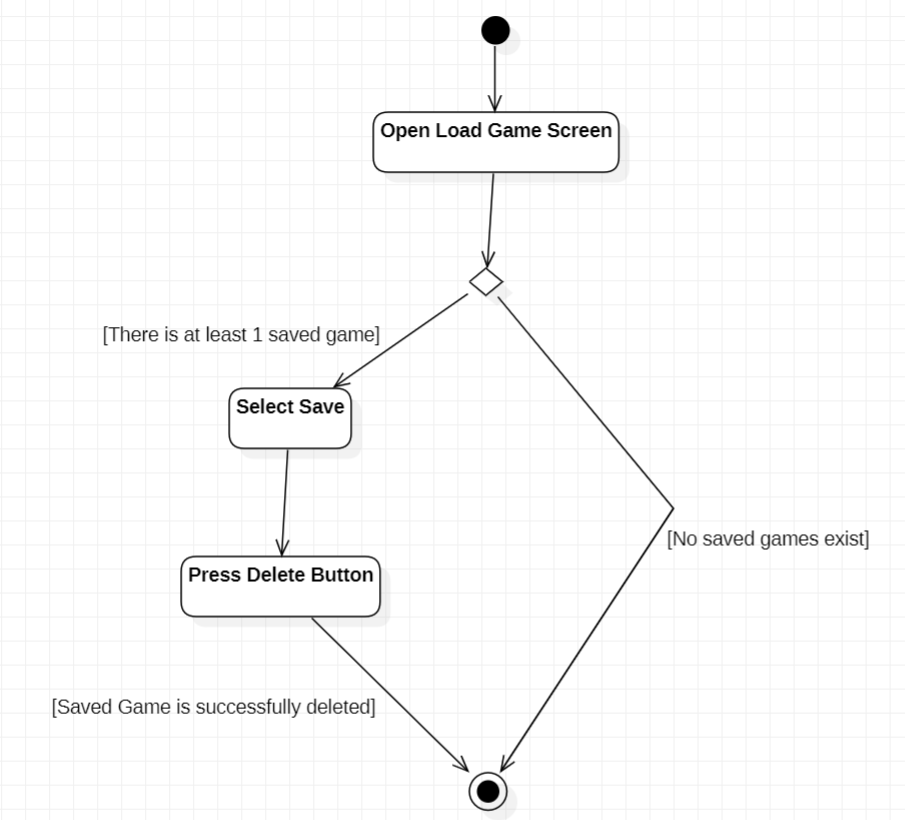 Open Load Game Screen
[There is at least 1 saved game]
Select Save
[No saved games exist]
Press Delete Button
[Saved Game is successfully deleted]